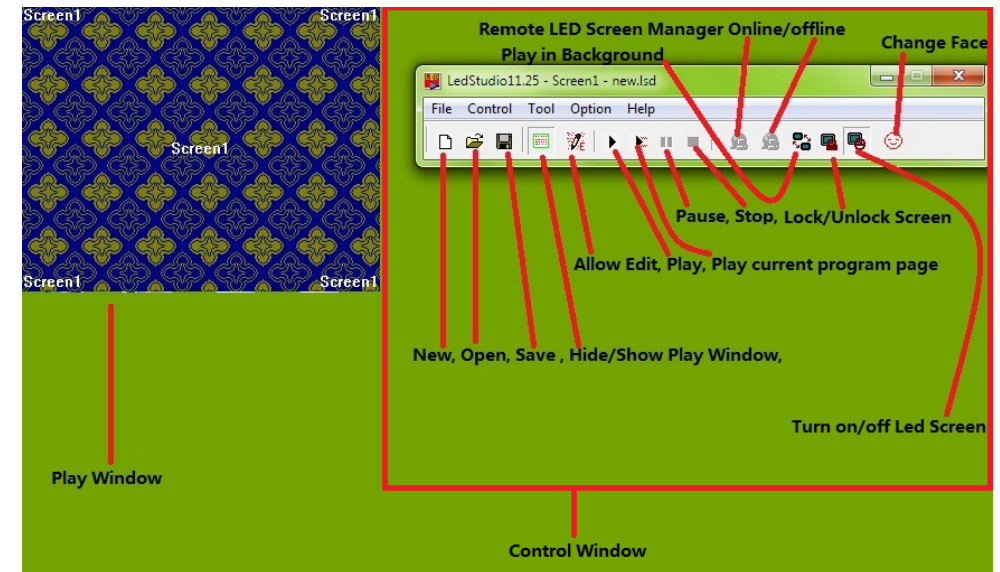 Screen1 Screen1
Remote LED Screen Manager Online/offline
Play in Background
Change Face
LedStudio11.25 - Screen1 - new.lsd
File Control Tool Option Help
Screen1
Pause, Stop, Lock/Unlock Screen
Allow Edit, Play, Play current program page
Screen1 Screen1
New, Open, Save , Hide/Show Play Window,
Turn on/off Led Screen
Play Window
Control Window